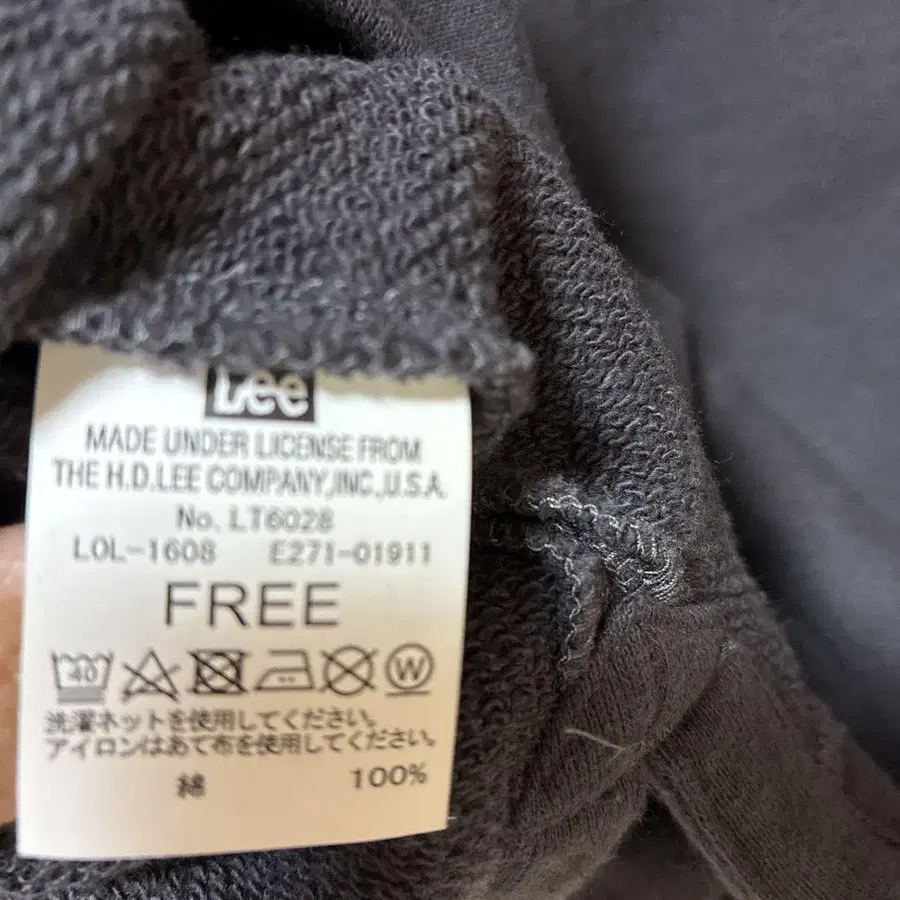 Lee
MADE UNDER LICENSE FROM
THE H.D.LEE COMPANY,INC.,U.S.A.
No. LT6028
LOL-1608 E271-01911
FREE
40 W
洗濯ネットを使用してください。
アイロンはあて布を使用してください。
綿 100%